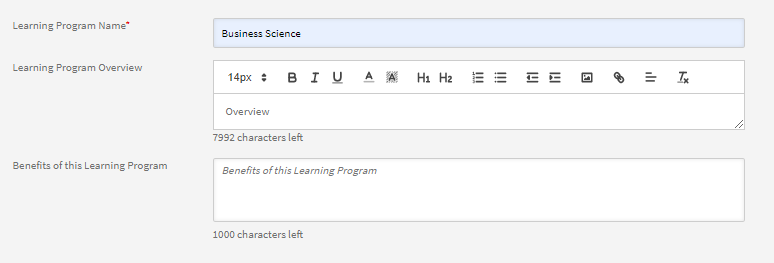 Learning Program Name*
Business Science
Learning Program Overview
14px B I U A A H1 H2
Overview
7992 characters left
Benefits of this Learning Program
Benefits of this Learning Program
1000 characters left